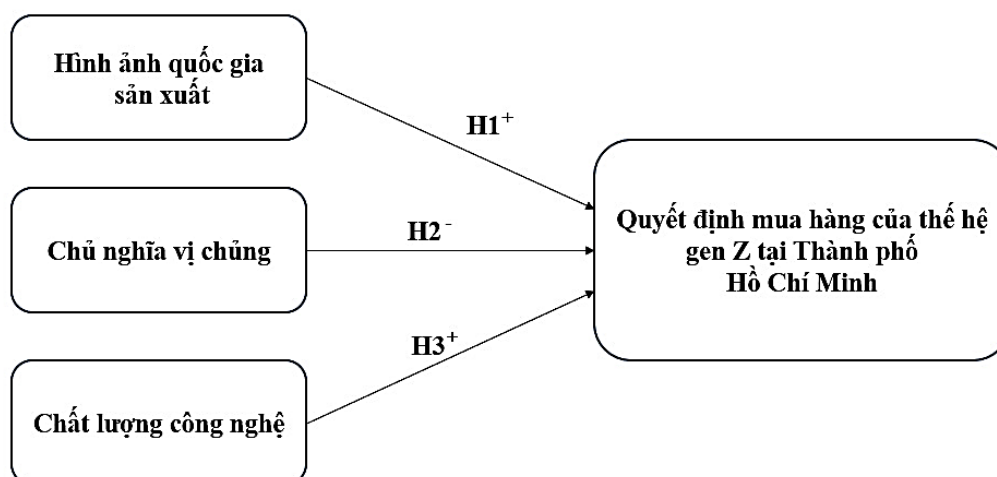 Hình ảnh quốc gia
sản xuất
H1⁺
Chủ nghĩa vị chủng
H2⁻
Chất lượng công nghệ
H3⁺
Quyết định mua hàng của thế hệ
gen Z tại Thành phố
Hồ Chí Minh